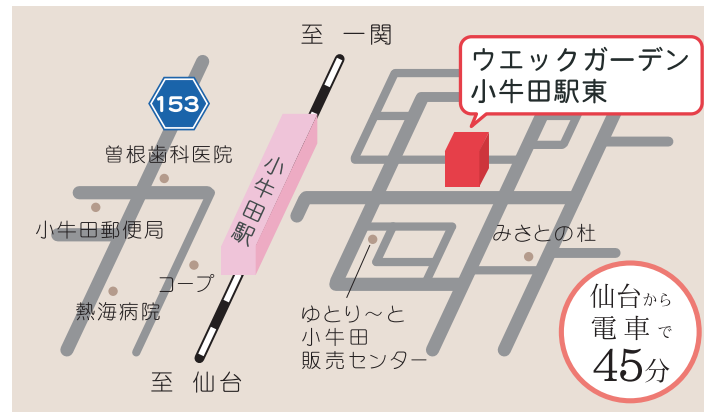 至 一関
ウエックガーデン
小牛田駅東
153
曽根歯科医院
小牛田駅
小牛田郵便局
みさとの杜
コープ
熱海病院
ゆとり〜と
小牛田
販売センター
仙台から
電車で
45分
至 仙台